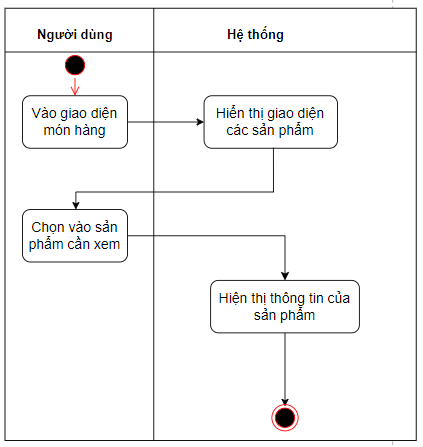 Người dùng
Hệ thống
Vào giao diện
món hàng
Hiển thị giao diện
các sản phẩm
Chọn vào sản
phẩm cần xem
Hiện thị thông tin của
sản phẩm